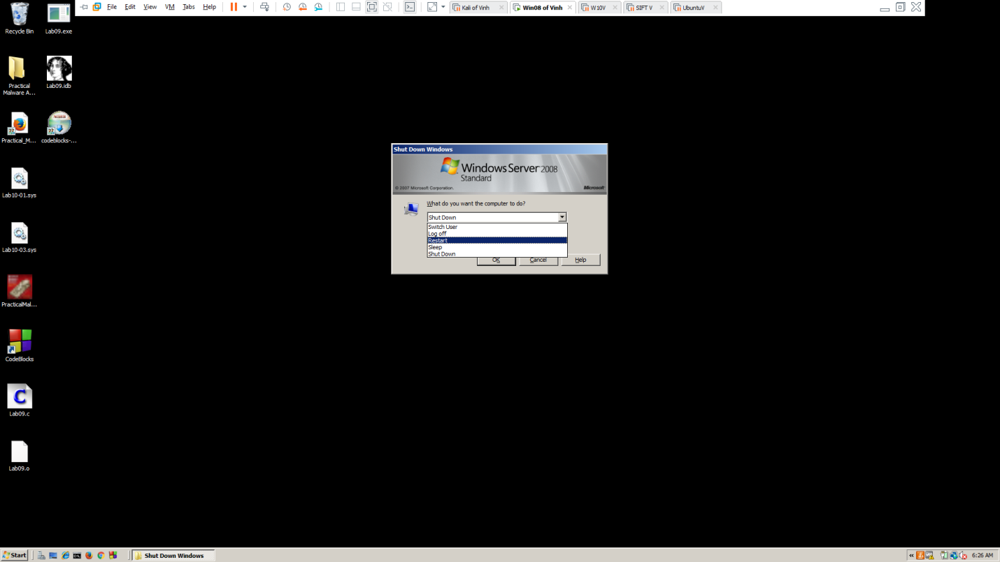 File Edit View VM Tabs Help
Kali of Vinh
Win08 of Vinh
W10V
SIFT V
UbuntuV
Recycle Bin
Lab09.exe
Practical
Malware A...
Lab09.idb
Practical_M...
codeblocks-...
Lab10-01.sys
Lab10-03.sys
PracticalMal...
CodeBlocks
Lab09.c
Lab09.o
Shut Down Windows
Windows Server 2008
Standard
© 2007 Microsoft Corporation.
Microsoft
What do you want the computer to do?
Shut Down
Switch User
Log off
Restart
Sleep
Shut Down
OK Cancel Help
Start
Shut Down Windows
6:26 AM